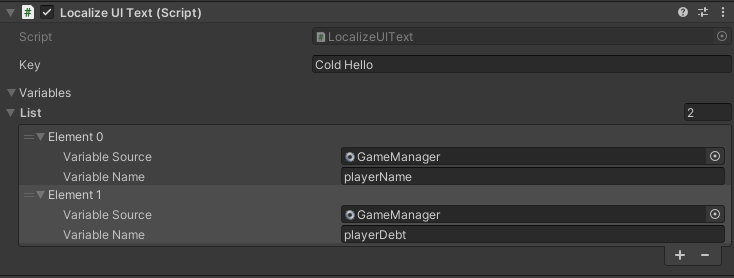 # Localize UI Text (Script)
Script # LocalizeUIText
Key Cold Hello
Variables
List 2
Element 0
Variable Source GameManager
Variable Name playerName
Element 1
Variable Source GameManager
Variable Name playerDebt
+ −